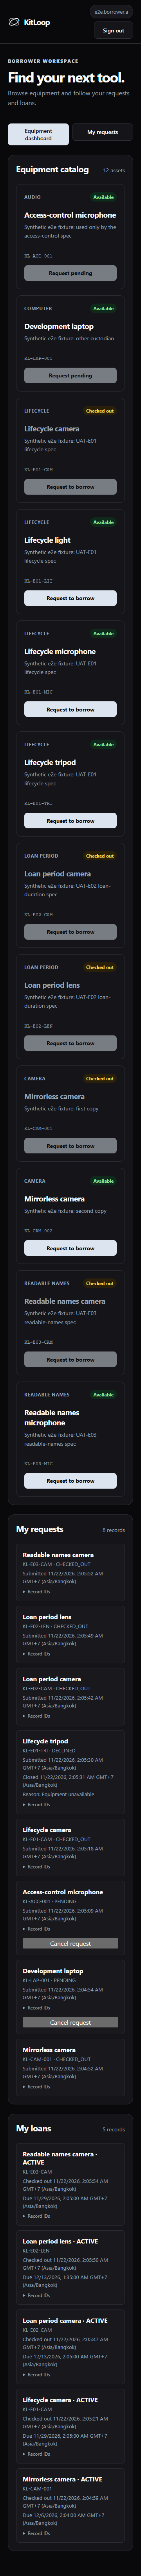 e2e.borrower.a
KitLoop
Sign out
BORROWER WORKSPACE
Find your next tool.
Browse equipment and follow your requests
and loans.
Equipment
dashboard
My requests
Equipment catalog
12 assets
AUDIO
Available
Access-control microphone
Synthetic e2e fixture: used only by the
access-control spec
KL-ACC-001
Request pending
COMPUTER
Available
Development laptop
Synthetic e2e fixture: other custodian
KL-LAP-001
Request pending
LIFECYCLE
Checked out
Lifecycle camera
Synthetic e2e fixture: UAT-E01
lifecycle spec
KL-E01-CAM
Request to borrow
LIFECYCLE
Available
Lifecycle light
Synthetic e2e fixture: UAT-E01
lifecycle spec
KL-E01-LIT
Request to borrow
LIFECYCLE
Available
Lifecycle microphone
Synthetic e2e fixture: UAT-E01
lifecycle spec
KL-E01-MIC
Request to borrow
LIFECYCLE
Available
Lifecycle tripod
Synthetic e2e fixture: UAT-E01
lifecycle spec
KL-E01-TRI
Request to borrow
LOAN PERIOD
Checked out
Loan period camera
Synthetic e2e fixture: UAT-E02 loan-
duration spec
KL-E02-CAM
Request to borrow
LOAN PERIOD
Checked out
Loan period lens
Synthetic e2e fixture: UAT-E02 loan-
duration spec
KL-E02-LEN
Request to borrow
CAMERA
Checked out
Mirrorless camera
Synthetic e2e fixture: first copy
KL-CAM-001
Request to borrow
CAMERA
Available
Mirrorless camera
Synthetic e2e fixture: second copy
KL-CAM-002
Request to borrow
READABLE NAMES
Checked out
Readable names camera
Synthetic e2e fixture: UAT-E03
readable-names spec
KL-E03-CAM
Request to borrow
READABLE NAMES
Available
Readable names
microphone
Synthetic e2e fixture: UAT-E03
readable-names spec
KL-E03-MIC
Request to borrow
My requests
8 records
Readable names camera
KL-E03-CAM · CHECKED_OUT
Submitted 11/22/2026, 2:05:52 AM
GMT+7 (Asia/Bangkok)
Record IDs
Loan period lens
KL-E02-LEN · CHECKED_OUT
Submitted 11/22/2026, 2:05:49 AM
GMT+7 (Asia/Bangkok)
Record IDs
Loan period camera
KL-E02-CAM · CHECKED_OUT
Submitted 11/22/2026, 2:05:42 AM
GMT+7 (Asia/Bangkok)
Record IDs
Lifecycle tripod
KL-E01-TRI · DECLINED
Submitted 11/22/2026, 2:05:30 AM
GMT+7 (Asia/Bangkok)
Closed 11/22/2026, 2:05:31 AM GMT+7
(Asia/Bangkok)
Reason: Equipment unavailable
Record IDs
Lifecycle camera
KL-E01-CAM · CHECKED_OUT
Submitted 11/22/2026, 2:05:18 AM
GMT+7 (Asia/Bangkok)
Record IDs
Access-control microphone
KL-ACC-001 · PENDING
Submitted 11/22/2026, 2:05:09 AM
GMT+7 (Asia/Bangkok)
Record IDs
Cancel request
Development laptop
KL-LAP-001 · PENDING
Submitted 11/22/2026, 2:04:54 AM
GMT+7 (Asia/Bangkok)
Record IDs
Cancel request
Mirrorless camera
KL-CAM-001 · CHECKED_OUT
Submitted 11/22/2026, 2:04:52 AM
GMT+7 (Asia/Bangkok)
Record IDs
My loans
5 records
Readable names camera ·
ACTIVE
KL-E03-CAM
Checked out 11/22/2026, 2:05:54 AM
GMT+7 (Asia/Bangkok)
Due 11/29/2026, 2:05:00 AM GMT+7
(Asia/Bangkok)
Record IDs
Loan period lens · ACTIVE
KL-E02-LEN
Checked out 11/22/2026, 2:05:50 AM
GMT+7 (Asia/Bangkok)
Due 12/13/2026, 1:35:00 AM GMT+7
(Asia/Bangkok)
Record IDs
Loan period camera · ACTIVE
KL-E02-CAM
Checked out 11/22/2026, 2:05:47 AM
GMT+7 (Asia/Bangkok)
Due 12/13/2026, 2:05:00 AM GMT+7
(Asia/Bangkok)
Record IDs
Lifecycle camera · ACTIVE
KL-E01-CAM
Checked out 11/22/2026, 2:05:21 AM
GMT+7 (Asia/Bangkok)
Due 11/25/2026, 2:05:00 AM GMT+7
(Asia/Bangkok)
Record IDs
Mirrorless camera · ACTIVE
KL-CAM-001
Checked out 11/22/2026, 2:04:59 AM
GMT+7 (Asia/Bangkok)
Due 12/6/2026, 2:04:00 AM GMT+7
(Asia/Bangkok)
Record IDs